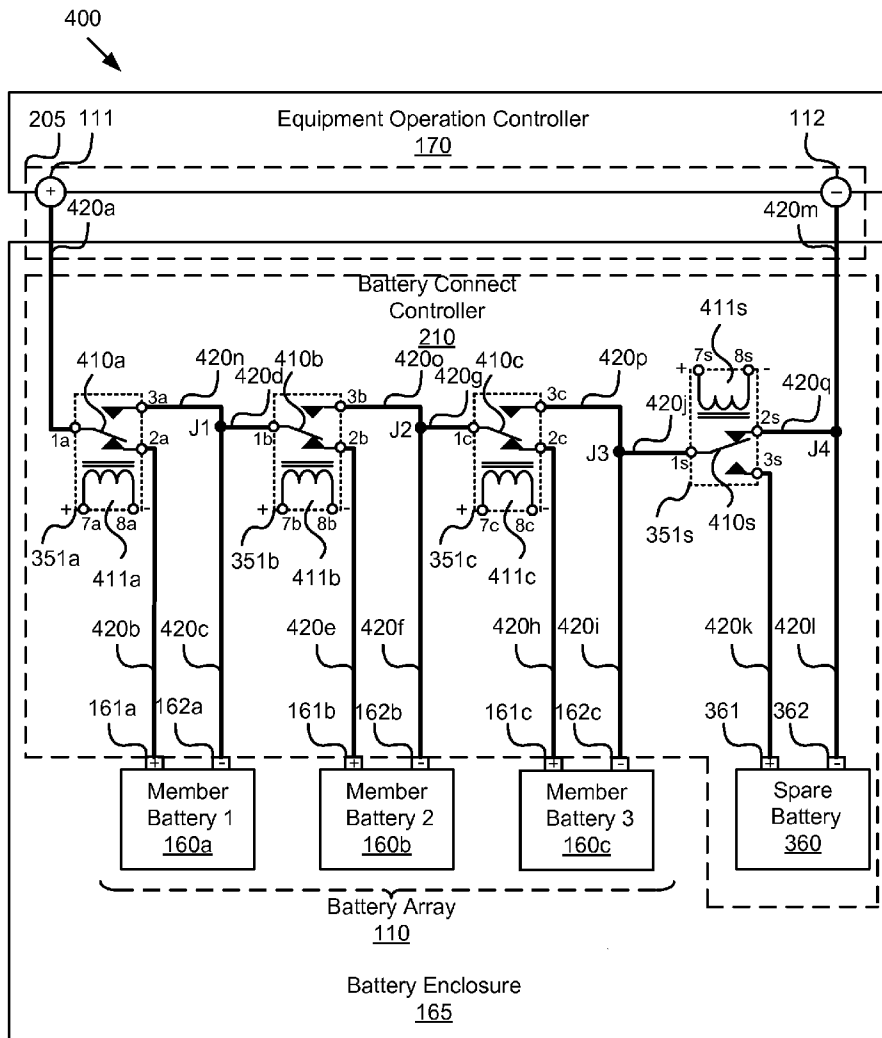 400
205
111
Equipment Operation Controller
170
112
+
−
420a
420m
Battery Connect
Controller
210
411s
410a
420n
420d
410b
420o
420g
410c
420p
+
7s
8s
-
420j
420q
3a
3b
3c
2s
J1
J2
J3
J4
1a
2a
1b
2b
1c
2c
1s
3s
+
7a
8a
-
+
7b
8b
-
+
7c
8c
-
351a
411a
351b
411b
351c
411c
351s
410s
420b
420c
420e
420f
420h
420i
420k
420l
161a
162a
161b
162b
161c
162c
361
362
+
-
+
-
+
-
+
-
Member
Battery 1
160a
Member
Battery 2
160b
Member
Battery 3
160c
Spare
Battery
360
Battery Array
110
Battery Enclosure
165